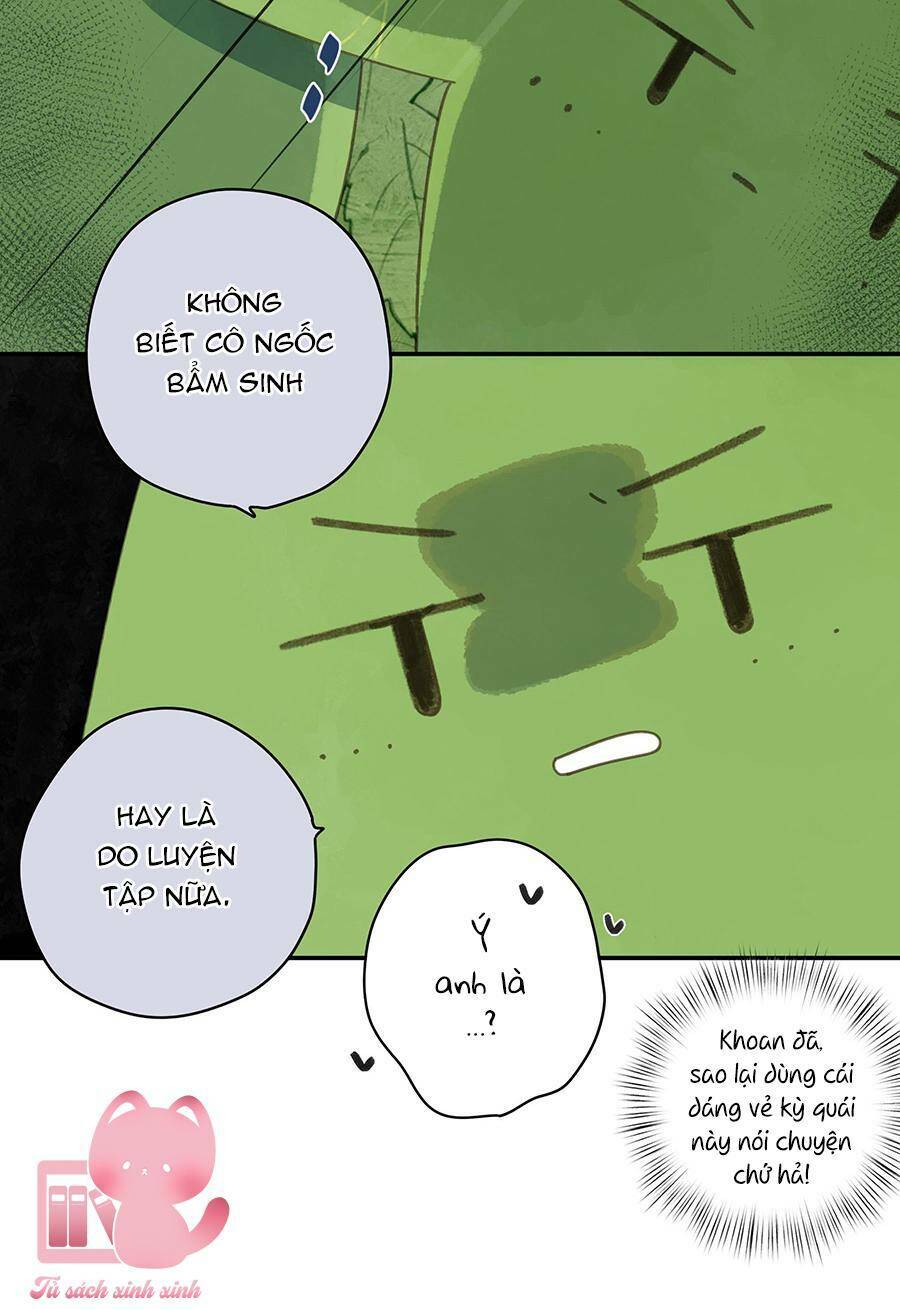 KHÔNG
BIẾT CÔ NGỐC
BẨM SINH
HAY LÀ
DO LUYỆN
TẬP NỮA.
Ý
anh là
...?
Khoan đã,
sao lại dùng cái
dáng vẻ kỳ quái
này nói chuyện
chứ hả!
Tủ sách xinh xinh